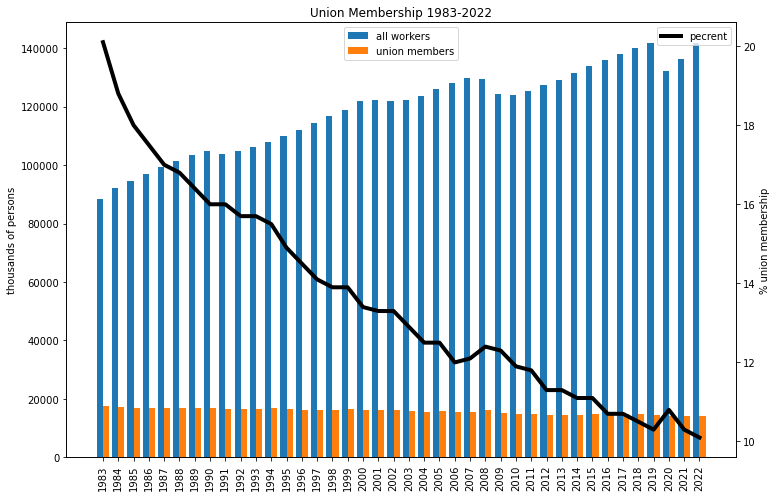 Union Membership 1983-2022
all workers
union members
pecrent
140000
120000
100000
80000
60000
40000
20000
0
thousands of persons
20
18
16
14
12
10
% union membership
1983 1984 1985 1986 1987 1988 1989 1990 1991 1992 1993 1994 1995 1996 1997 1998 1999 2000 2001 2002 2003 2004 2005 2006 2007 2008 2009 2010 2011 2012 2013 2014 2015 2016 2017 2018 2019 2020 2021 2022